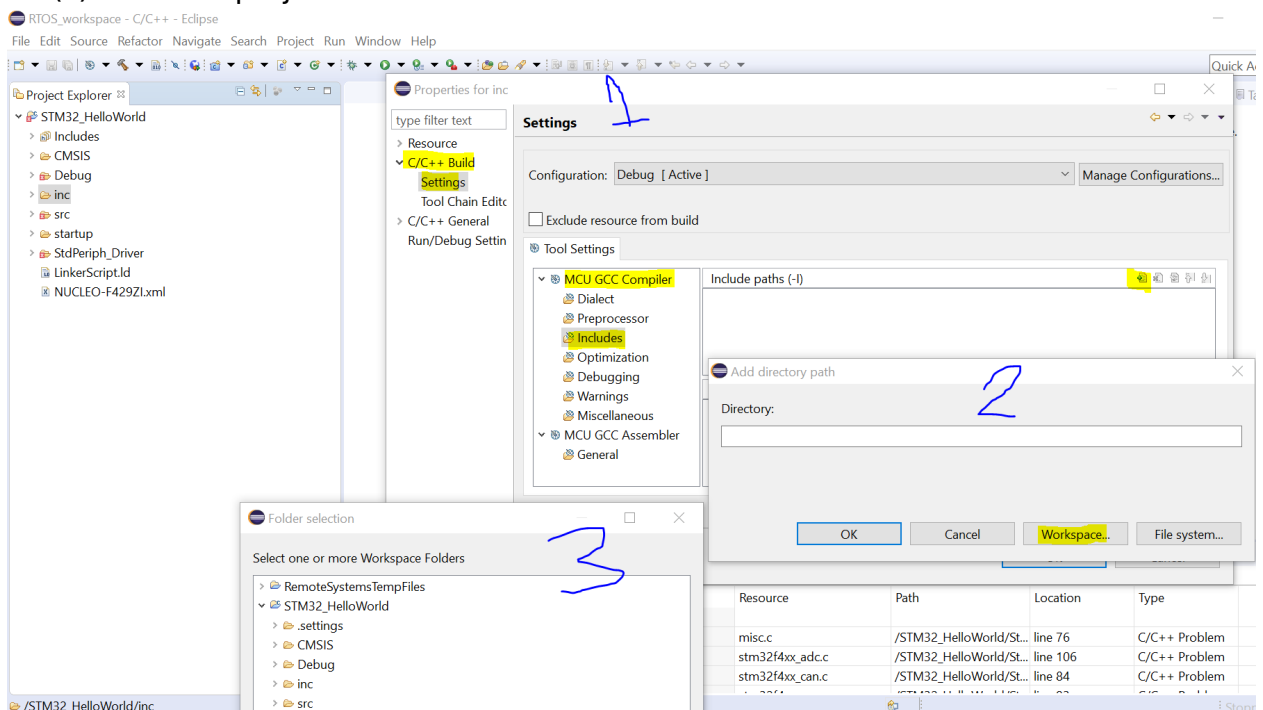 RTOS_workspace - C/C++ - Eclipse
File Edit Source Refactor Navigate Search Project Run Window Help
Quick A
Project Explorer
STM32_HelloWorld
Includes
CMSIS
Debug
inc
src
startup
StdPeriph_Driver
LinkerScript.ld
NUCLEO-F429ZI.xml
/STM32_HelloWorld/inc
Properties for inc
1
type filter text
Resource
C/C++ Build
Settings
Tool Chain Edito
C/C++ General
Run/Debug Settin
Settings
Configuration: Debug [ Active ] Manage Configurations...
Exclude resource from build
Tool Settings
MCU GCC Compiler
Dialect
Preprocessor
Includes
Optimization
Debugging
Warnings
Miscellaneous
MCU GCC Assembler
General
Include paths (-I)
Add directory path
2
Directory:
OK Cancel Workspace... File system...
Folder selection
3
Select one or more Workspace Folders
RemoteSystemsTempFiles
STM32_HelloWorld
.settings
CMSIS
Debug
inc
src
Resource Path Location Type
misc.c /STM32_HelloWorld/St... line 76 C/C++ Problem
stm32f4xx_adc.c /STM32_HelloWorld/St... line 106 C/C++ Problem
stm32f4xx_can.c /STM32_HelloWorld/St... line 84 C/C++ Problem